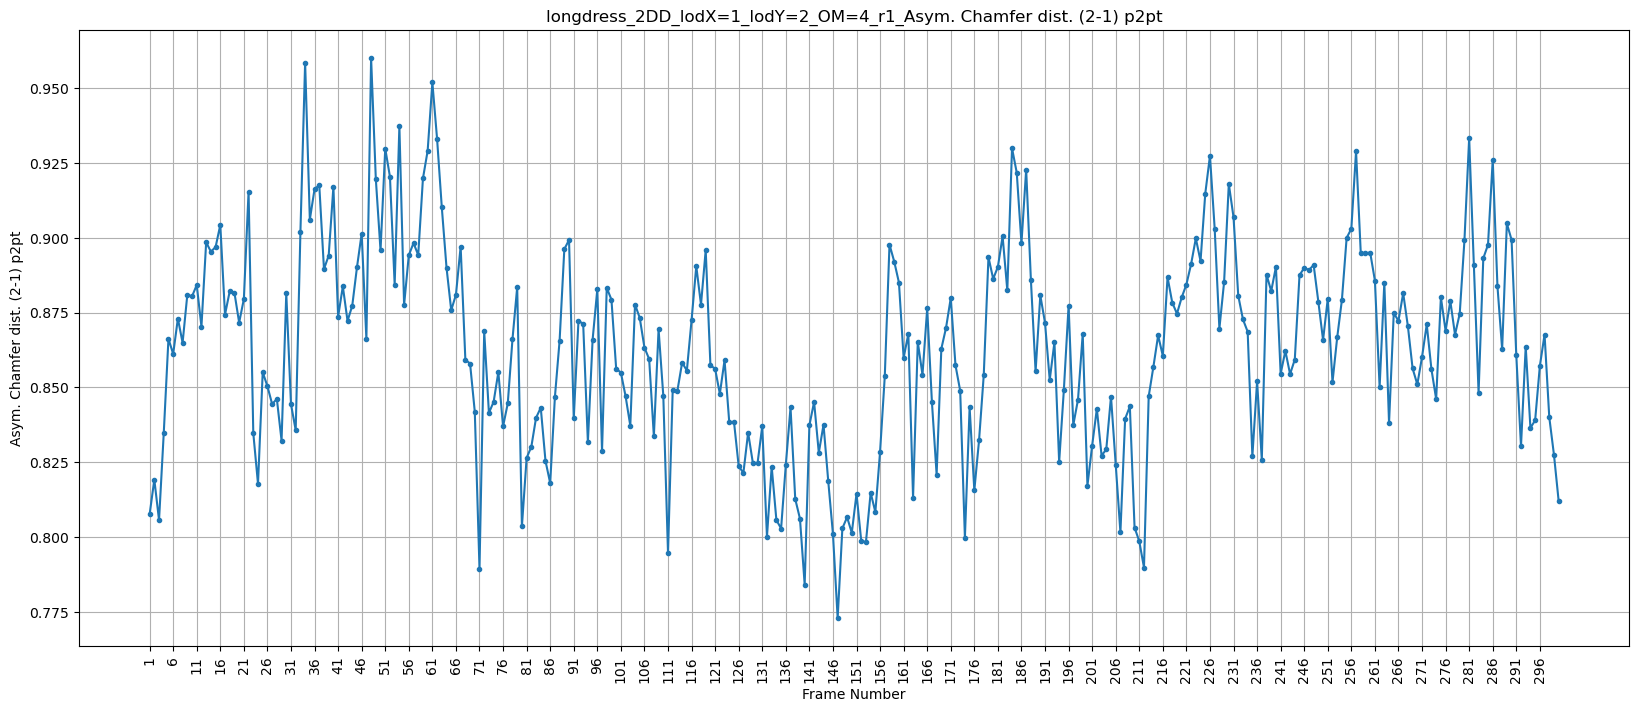 longdress_2DD_lodX=1_lodY=2_OM=4_r1_Asym. Chamfer dist. (2-1) p2pt
Asym. Chamfer dist. (2-1) p2pt
0.950
0.925
0.900
0.875
0.850
0.825
0.800
0.775
1 6 11 16 21 26 31 36 41 46 51 56 61 66 71 76 81 86 91 96 101 106 111 116 121 126 131 136 141 146 151 156 161 166 171 176 181 186 191 196 201 206 211 216 221 226 231 236 241 246 251 256 261 266 271 276 281 286 291 296
Frame Number